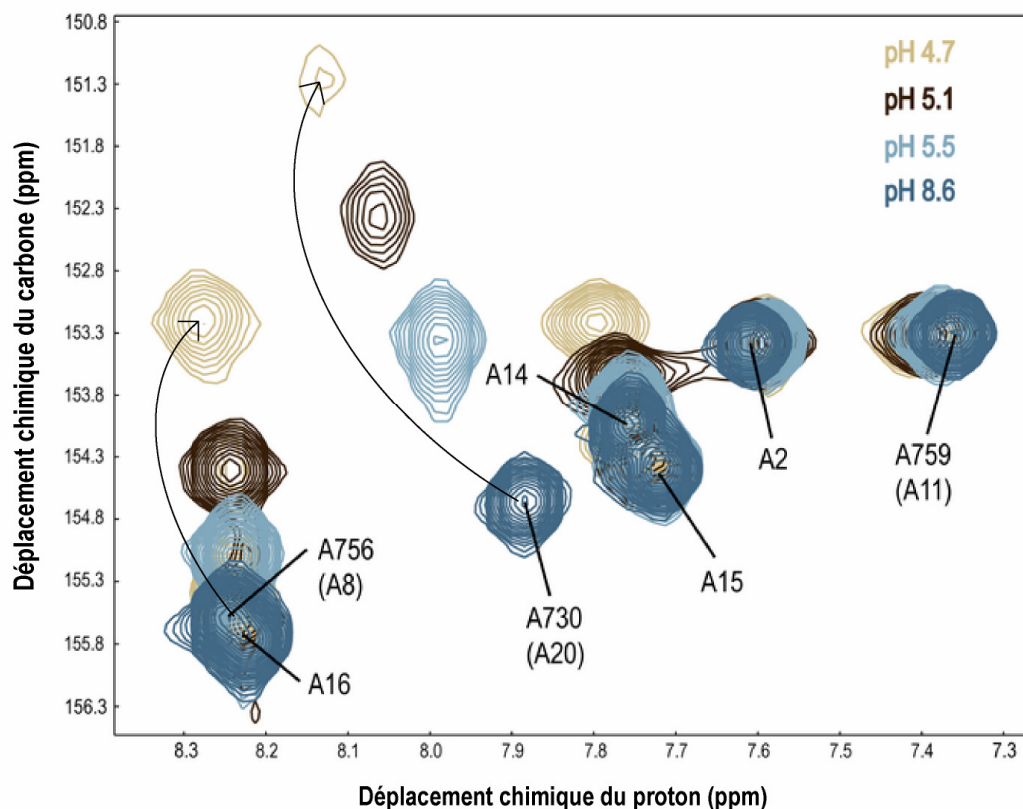 pH 4.7
pH 5.1
pH 5.5
pH 8.6
Déplacement chimique du carbone (ppm)
150.8
151.3
151.8
152.3
152.8
153.3
153.8
154.3
154.8
155.3
155.8
156.3
A14
A2
A759
(A11)
A15
A756
(A8)
A730
(A20)
A16
8.3 8.2 8.1 8.0 7.9 7.8 7.7 7.6 7.5 7.4 7.3
Déplacement chimique du proton (ppm)